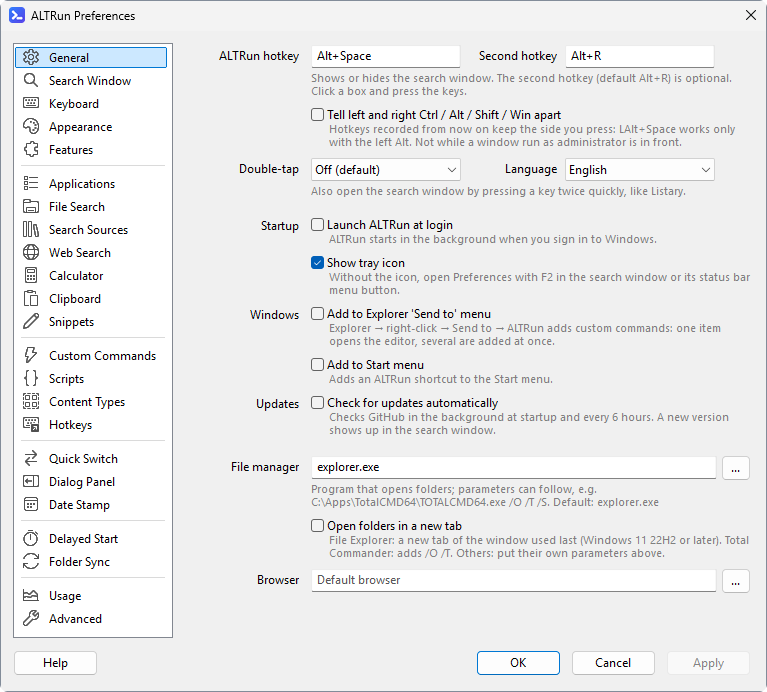 ALTRun Preferences
General
Search Window
Keyboard
Appearance
Features
Applications
File Search
Search Sources
Web Search
Calculator
Clipboard
Snippets
Custom Commands
Scripts
Content Types
Hotkeys
Quick Switch
Dialog Panel
Date Stamp
Delayed Start
Folder Sync
Usage
Advanced
ALTRun hotkey Alt+Space Second hotkey Alt+R
Shows or hides the search window. The second hotkey (default Alt+R) is optional.
Click a box and press the keys.
Tell left and right Ctrl / Alt / Shift / Win apart
Hotkeys recorded from now on keep the side you press: LAlt+Space works only
with the left Alt. Not while a window run as administrator is in front.
Double-tap Off (default) Language English
Also open the search window by pressing a key twice quickly, like Listary.
Startup Launch ALTRun at login
ALTRun starts in the background when you sign in to Windows.
Show tray icon
Without the icon, open Preferences with F2 in the search window or its status bar
menu button.
Windows Add to Explorer 'Send to' menu
Explorer → right-click → Send to → ALTRun adds custom commands: one item
opens the editor, several are added at once.
Add to Start menu
Adds an ALTRun shortcut to the Start menu.
Updates Check for updates automatically
Checks GitHub in the background at startup and every 6 hours. A new version
shows up in the search window.
File manager explorer.exe ...
Program that opens folders; parameters can follow, e.g.
C:\Apps\TotalCMD64\TOTALCMD64.exe /O /T /S. Default: explorer.exe
Open folders in a new tab
File Explorer: a new tab of the window used last (Windows 11 22H2 or later). Total
Commander: adds /O /T. Others: put their own parameters above.
Browser Default browser ...
Help OK Cancel Apply